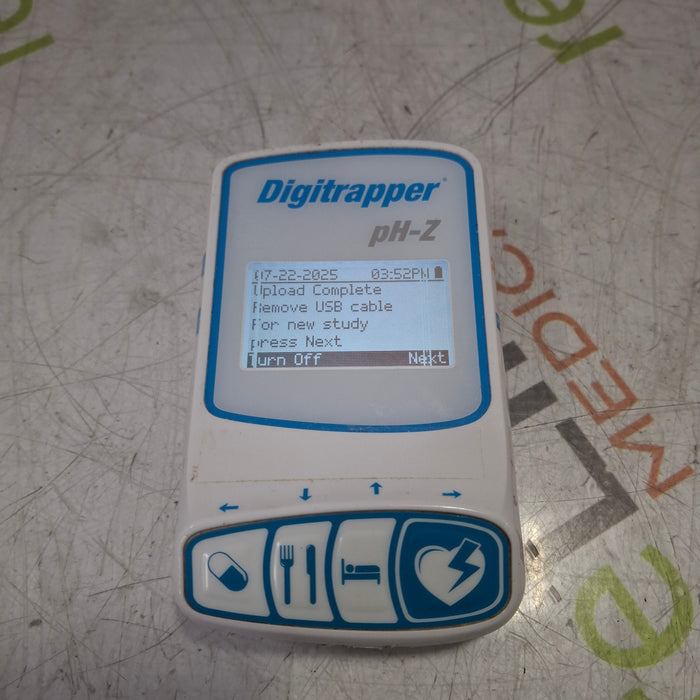 Digitrapper
pH-Z
07-22-2025 03:52PM
Upload Complete
Remove USB cable
For new study
press Next
Turn Off Next
MEDIC